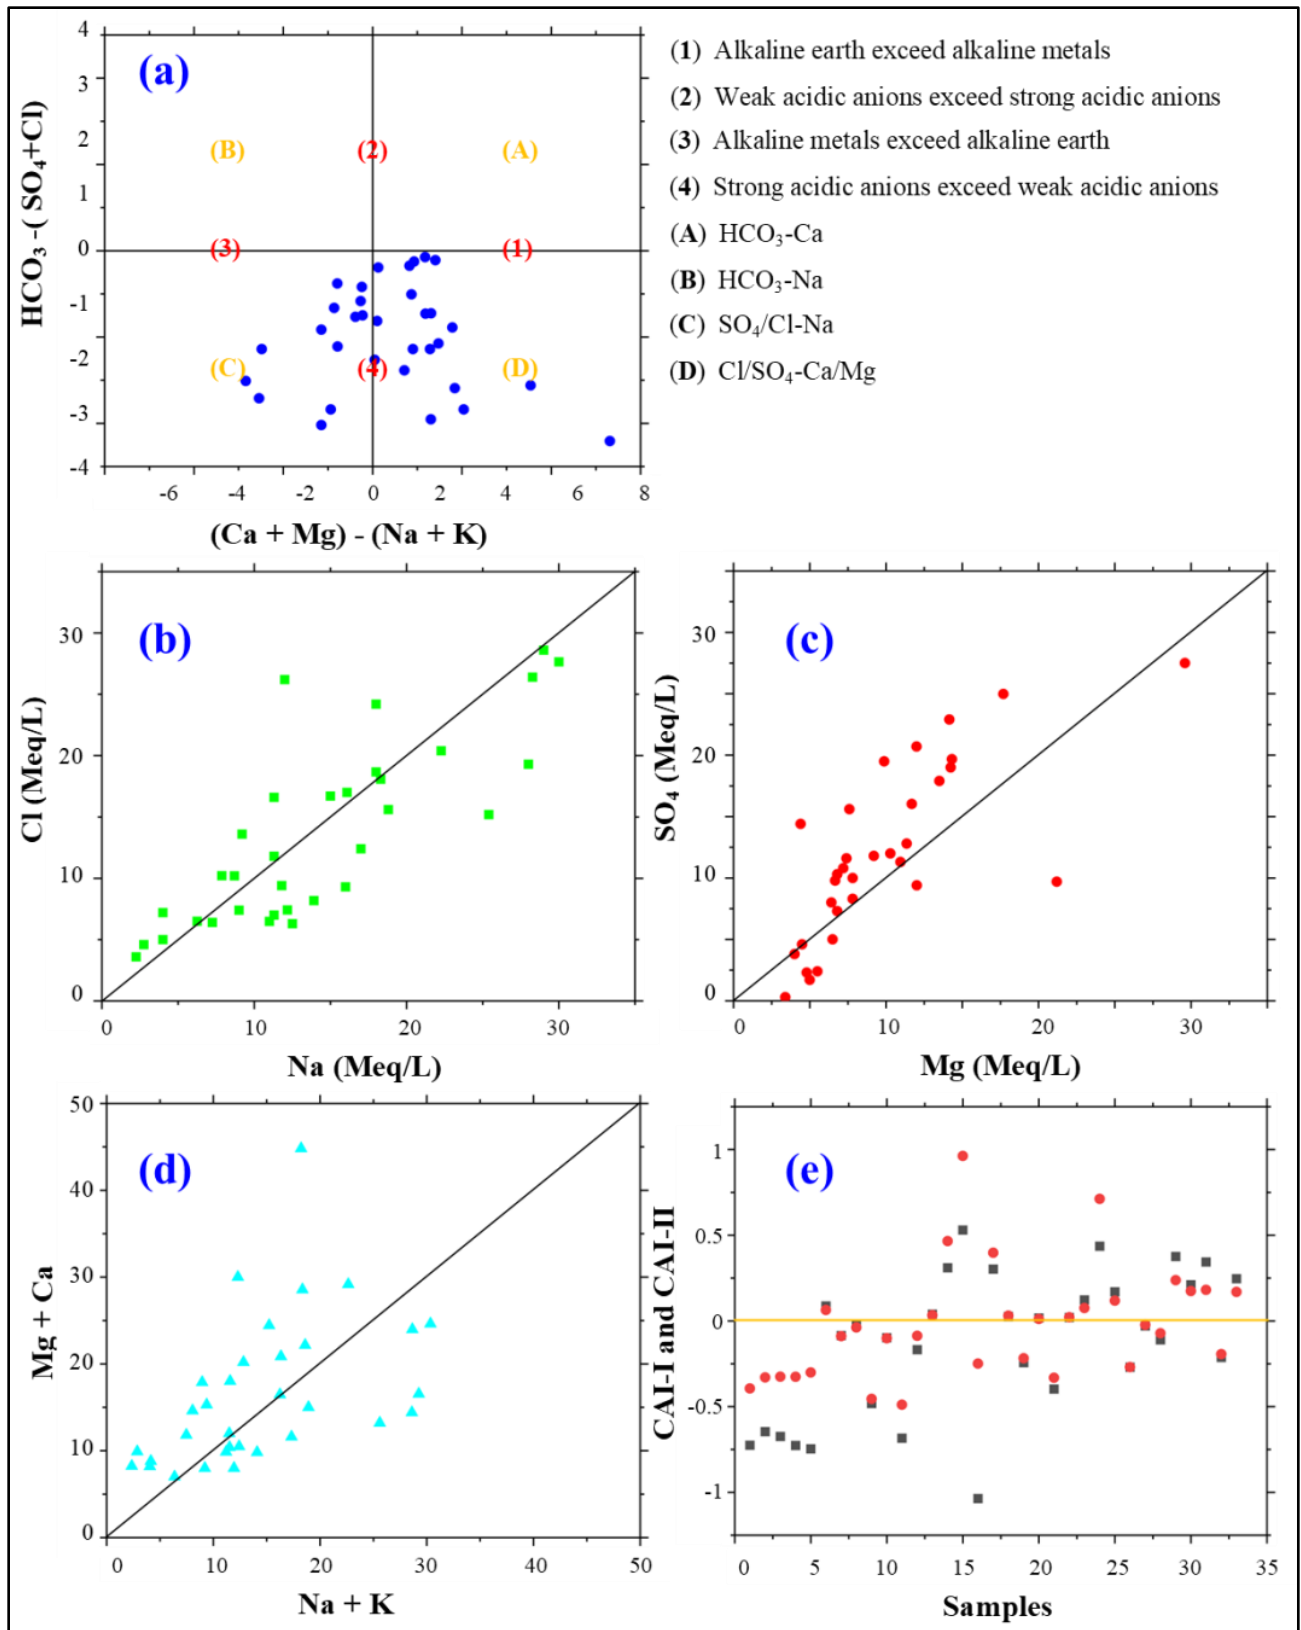 4
3
2
1
0
-1
-2
-3
-4
HCO₃ -( SO₄+Cl)
(a)
(B)
(2)
(A)
(3)
(1)
(C)
(4)
(D)
-6 -4 -2 0 2 4 6 8
(Ca + Mg) - (Na + K)
(1) Alkaline earth exceed alkaline metals
(2) Weak acidic anions exceed strong acidic anions
(3) Alkaline metals exceed alkaline earth
(4) Strong acidic anions exceed weak acidic anions
(A) HCO₃-Ca
(B) HCO₃-Na
(C) SO₄/Cl-Na
(D) Cl/SO₄-Ca/Mg
(b)
30
20
10
0
Cl (Meq/L)
0 10 20 30
Na (Meq/L)
(c)
30
20
10
0
SO₄ (Meq/L)
0 10 20 30
Mg (Meq/L)
(d)
50
40
30
20
10
0
Mg + Ca
0 10 20 30 40 50
Na + K
(e)
1
0.5
0
-0.5
-1
CAI-I and CAI-II
0 5 10 15 20 25 30 35
Samples